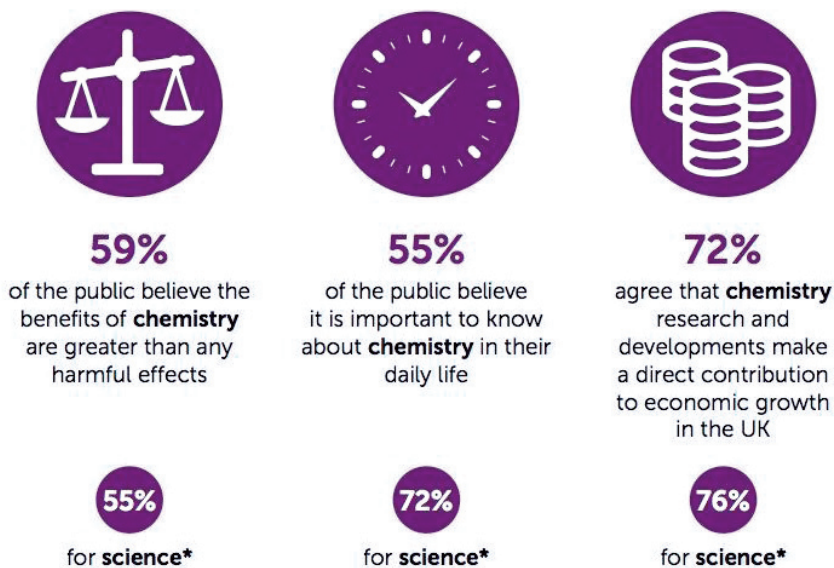 59%
of the public believe the
benefits of chemistry
are greater than any
harmful effects
55%
for science*
55%
of the public believe
it is important to know
about chemistry in their
daily life
72%
for science*
72%
agree that chemistry
research and
developments make
a direct contribution
to economic growth
in the UK
76%
for science*